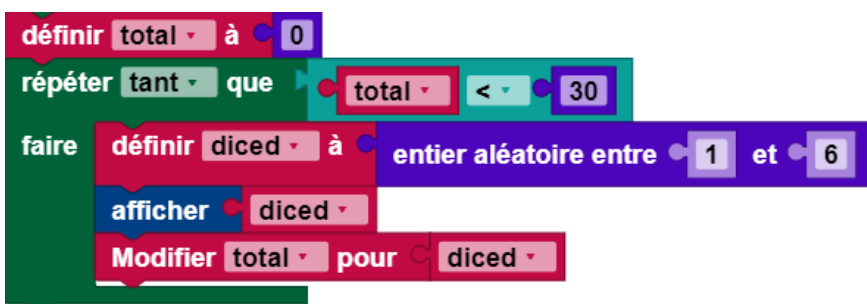 définir total à 0
répéter tant que total < 30
faire définir diced à entier aléatoire entre 1 et 6
afficher diced
Modifier total pour diced